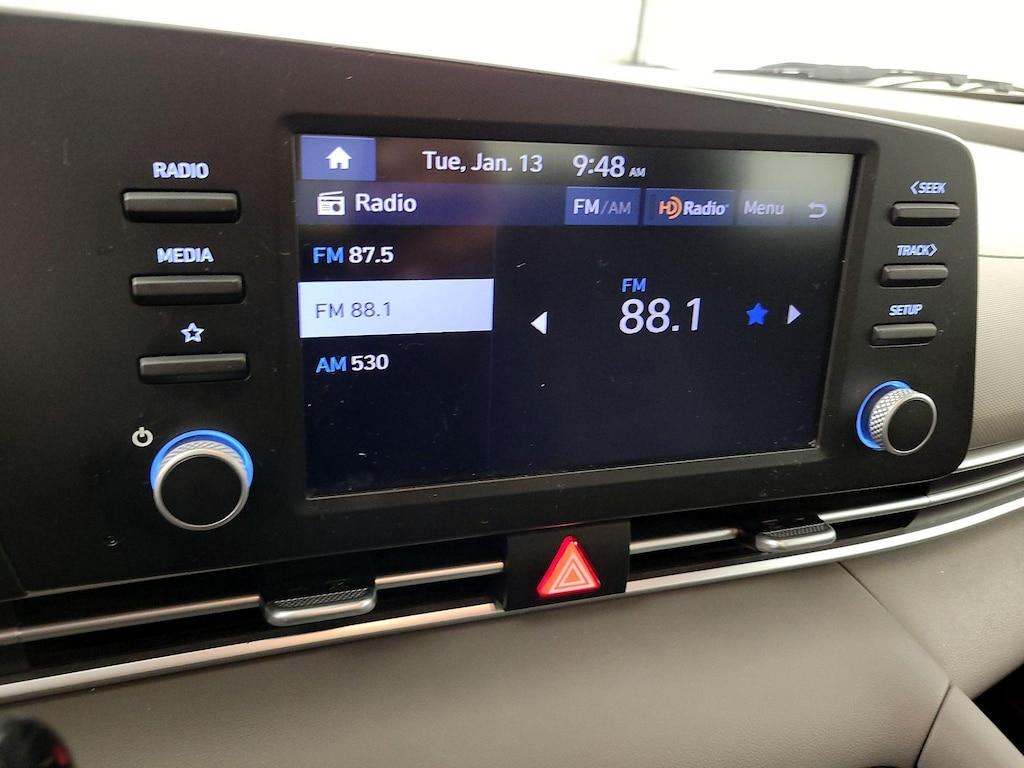 RADIO
MEDIA
Tue, Jan. 13 9:48 AM
Radio FM/AM HD Radio Menu
FM 87.5
FM 88.1
AM 530
FM
88.1
<SEEK
TRACK>
SETUP